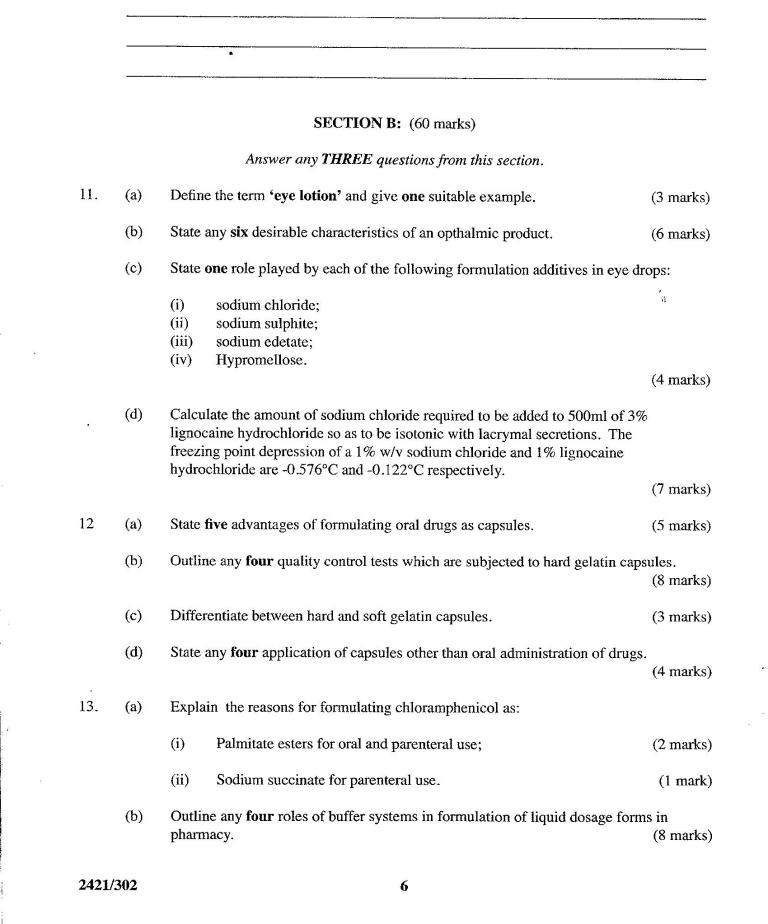 SECTION B: (60 marks)
Answer any THREE questions from this section.
11. (a) Define the term ‘eye lotion’ and give one suitable example. (3 marks)
(b) State any six desirable characteristics of an opthalmic product. (6 marks)
(c) State one role played by each of the following formulation additives in eye drops:
(i) sodium chloride;
(ii) sodium sulphite;
(iii) sodium edetate;
(iv) Hypromellose.
(4 marks)
(d) Calculate the amount of sodium chloride required to be added to 500ml of 3%
lignocaine hydrochloride so as to be isotonic with lacrymal secretions. The
freezing point depression of a 1% w/v sodium chloride and 1% lignocaine
hydrochloride are -0.576°C and -0.122°C respectively.
(7 marks)
12 (a) State five advantages of formulating oral drugs as capsules. (5 marks)
(b) Outline any four quality control tests which are subjected to hard gelatin capsules.
(8 marks)
(c) Differentiate between hard and soft gelatin capsules. (3 marks)
(d) State any four application of capsules other than oral administration of drugs.
(4 marks)
13. (a) Explain the reasons for formulating chloramphenicol as:
(i) Palmitate esters for oral and parenteral use; (2 marks)
(ii) Sodium succinate for parenteral use. (1 mark)
(b) Outline any four roles of buffer systems in formulation of liquid dosage forms in
pharmacy. (8 marks)
2421/302 6